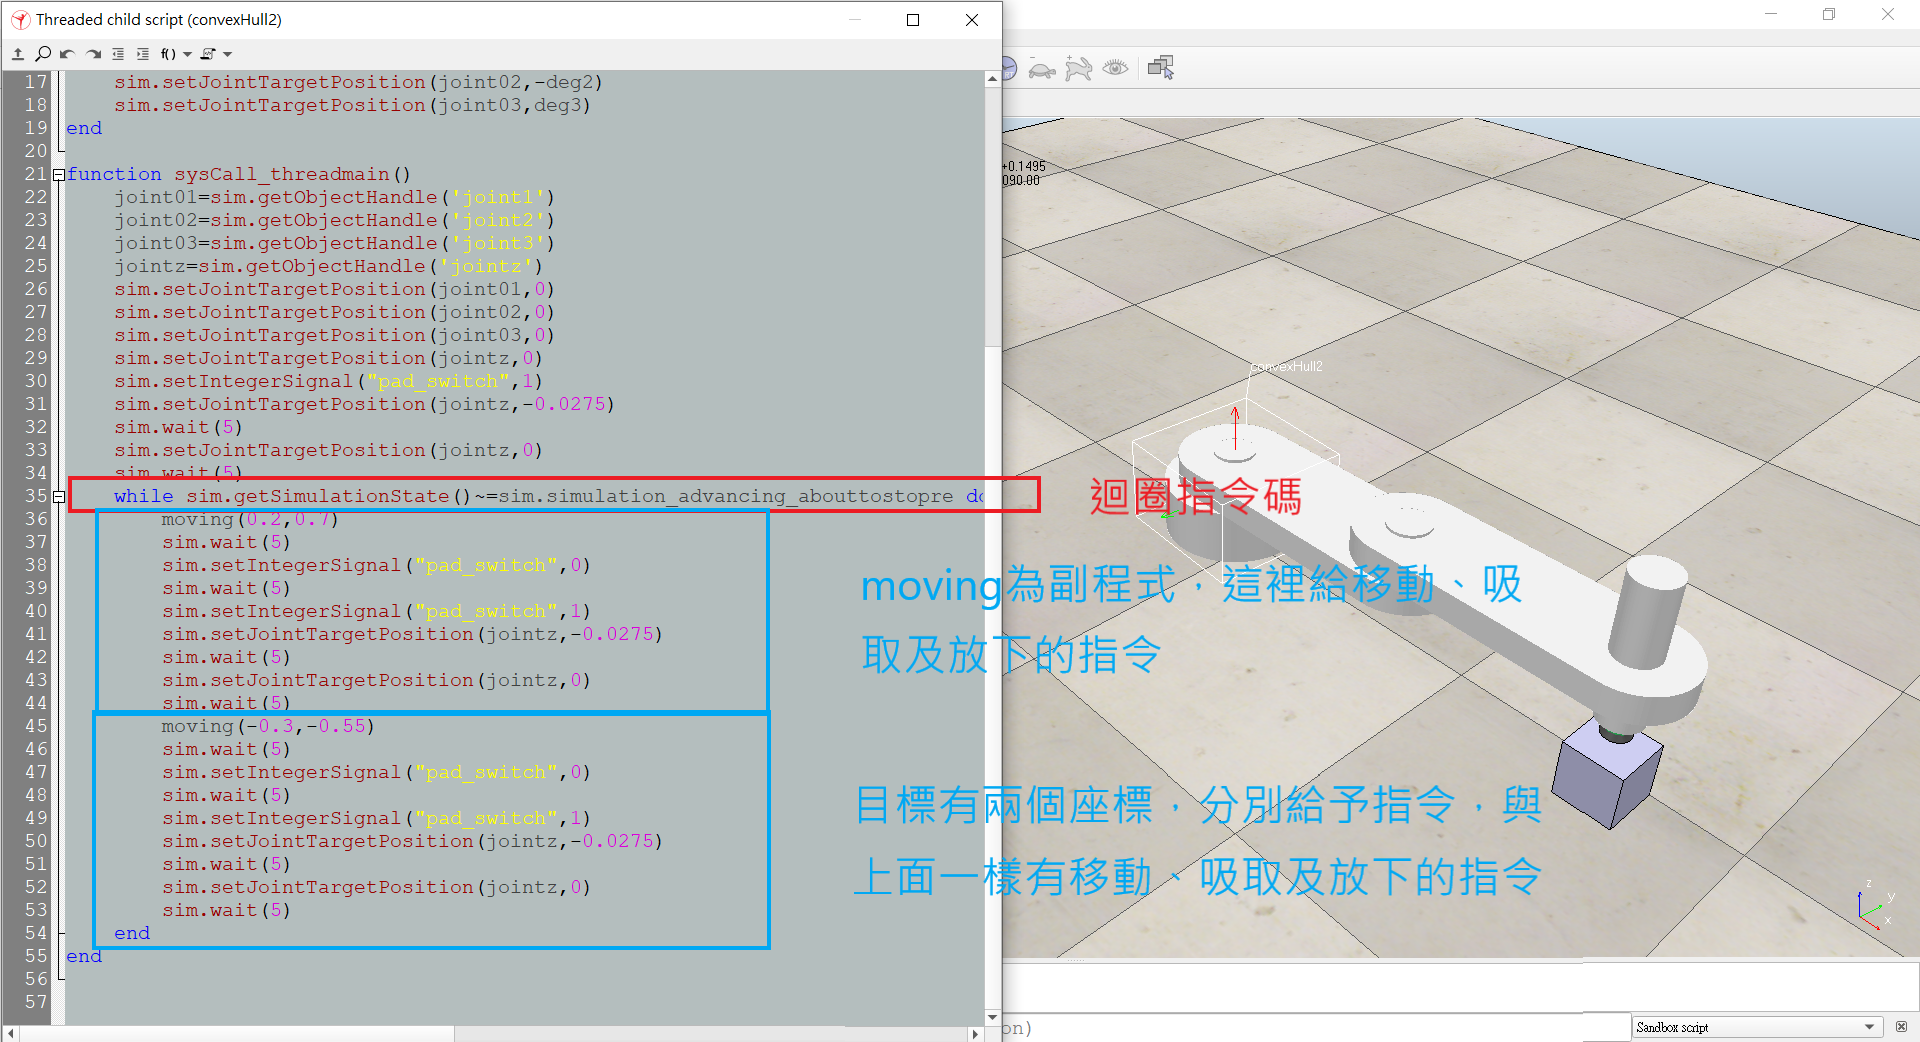 Threaded child script (convexHull2)
f()
17 sim.setJointTargetPosition(joint02,-deg2)
18 sim.setJointTargetPosition(joint03,deg3)
19 end
20
21 function sysCall_threadmain()
22 joint01=sim.getObjectHandle('joint1')
23 joint02=sim.getObjectHandle('joint2')
24 joint03=sim.getObjectHandle('joint3')
25 jointz=sim.getObjectHandle('jointz')
26 sim.setJointTargetPosition(joint01,0)
27 sim.setJointTargetPosition(joint02,0)
28 sim.setJointTargetPosition(joint03,0)
29 sim.setJointTargetPosition(jointz,0)
30 sim.setIntegerSignal("pad_switch",1)
31 sim.setJointTargetPosition(jointz,-0.0275)
32 sim.wait(5)
33 sim.setJointTargetPosition(jointz,0)
34 sim.wait(5)
35 while sim.getSimulationState()~=sim.simulation_advancing_abouttostopre do
36 moving(0.2,0.7)
37 sim.wait(5)
38 sim.setIntegerSignal("pad_switch",0)
39 sim.wait(5)
40 sim.setIntegerSignal("pad_switch",1)
41 sim.setJointTargetPosition(jointz,-0.0275)
42 sim.wait(5)
43 sim.setJointTargetPosition(jointz,0)
44 sim.wait(5)
45 moving(-0.3,-0.55)
46 sim.wait(5)
47 sim.setIntegerSignal("pad_switch",0)
48 sim.wait(5)
49 sim.setIntegerSignal("pad_switch",1)
50 sim.setJointTargetPosition(jointz,-0.0275)
51 sim.wait(5)
52 sim.setJointTargetPosition(jointz,0)
53 sim.wait(5)
54 end
55 end
56
57
+0.1495
090.00
convexHull2
迴圈指令碼
moving為副程式，這裡給移動、吸
取及放下的指令
目標有兩個座標，分別給予指令，與
上面一樣有移動、吸取及放下的指令
z
y
x
on)
Sandbox script